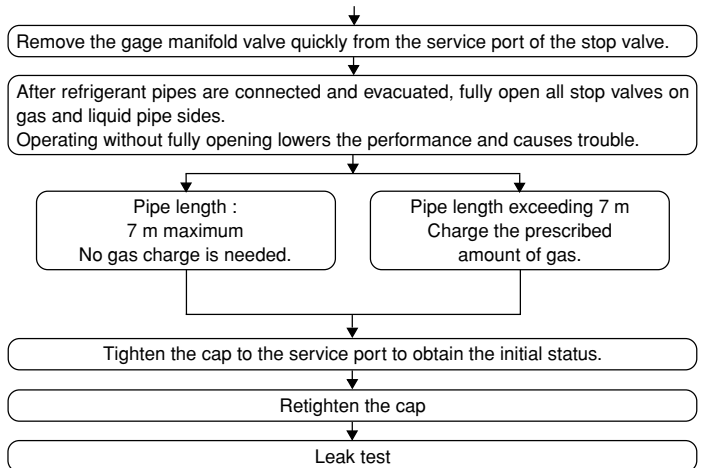 Remove the gage manifold valve quickly from the service port of the stop valve.
After refrigerant pipes are connected and evacuated, fully open all stop valves on
gas and liquid pipe sides.
Operating without fully opening lowers the performance and causes trouble.
Pipe length :
7 m maximum
No gas charge is needed.
Pipe length exceeding 7 m
Charge the prescribed
amount of gas.
Tighten the cap to the service port to obtain the initial status.
Retighten the cap
Leak test